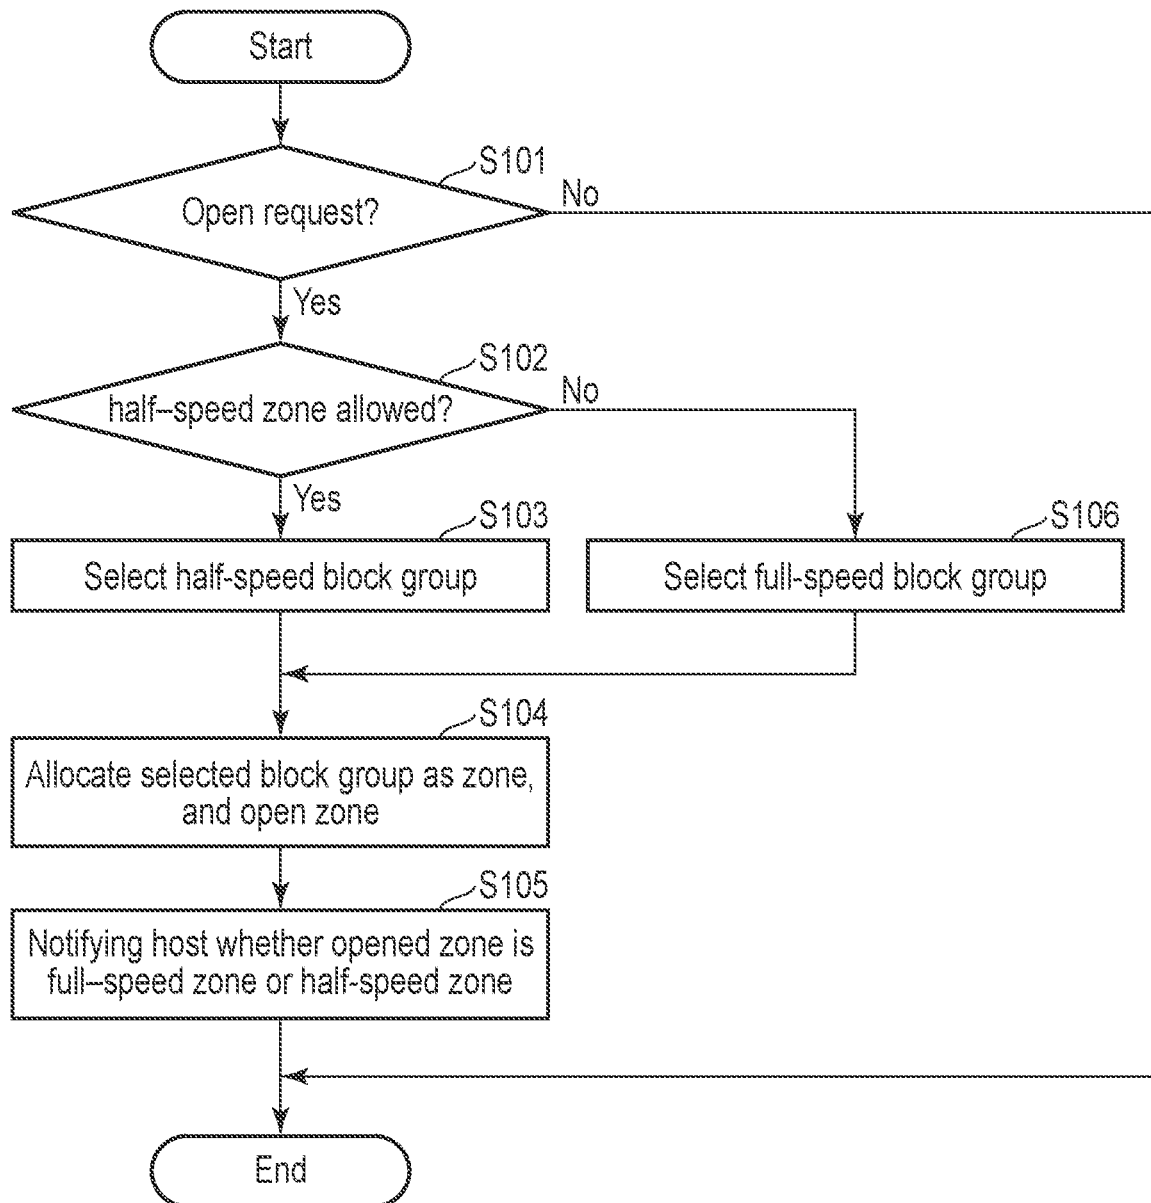 Start
S101
Open request?
No
Yes
S102
half–speed zone allowed?
No
Yes
S103
Select half-speed block group
S106
Select full-speed block group
S104
Allocate selected block group as zone,
and open zone
S105
Notifying host whether opened zone is
full–speed zone or half-speed zone
End